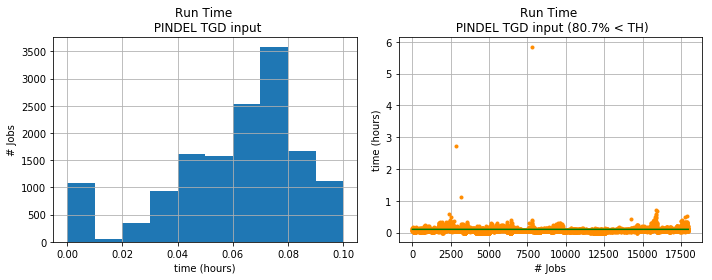 Run Time
PINDEL TGD input
3500
3000
2500
2000
1500
1000
500
0
# Jobs
0.00 0.02 0.04 0.06 0.08 0.10
time (hours)
Run Time
PINDEL TGD input (80.7% < TH)
6
5
4
3
2
1
0
time (hours)
0 2500 5000 7500 10000 12500 15000 17500
# Jobs